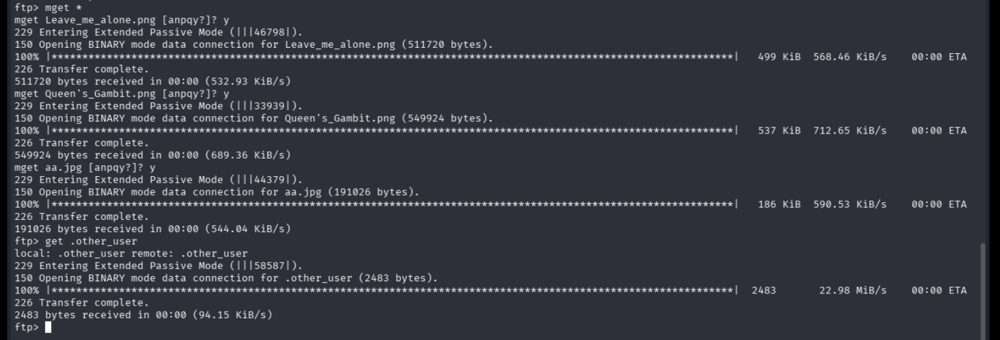 ftp> mget *
mget Leave_me_alone.png [anpqy?]? y
229 Entering Extended Passive Mode (|||46798|).
150 Opening BINARY mode data connection for Leave_me_alone.png (511720 bytes).
100% |****************************************************************************************************************| 499 KiB 568.46 KiB/s 00:00 ETA
226 Transfer complete.
511720 bytes received in 00:00 (532.93 KiB/s)
mget Queen's_Gambit.png [anpqy?]? y
229 Entering Extended Passive Mode (|||33939|).
150 Opening BINARY mode data connection for Queen's_Gambit.png (549924 bytes).
100% |****************************************************************************************************************| 537 KiB 712.65 KiB/s 00:00 ETA
226 Transfer complete.
549924 bytes received in 00:00 (689.36 KiB/s)
mget aa.jpg [anpqy?]? y
229 Entering Extended Passive Mode (|||44379|).
150 Opening BINARY mode data connection for aa.jpg (191026 bytes).
100% |****************************************************************************************************************| 186 KiB 590.53 KiB/s 00:00 ETA
226 Transfer complete.
191026 bytes received in 00:00 (544.04 KiB/s)
ftp> get .other_user
local: .other_user remote: .other_user
229 Entering Extended Passive Mode (|||58587|).
150 Opening BINARY mode data connection for .other_user (2483 bytes).
100% |****************************************************************************************************************| 2483 22.98 MiB/s 00:00 ETA
226 Transfer complete.
2483 bytes received in 00:00 (94.15 KiB/s)
ftp>